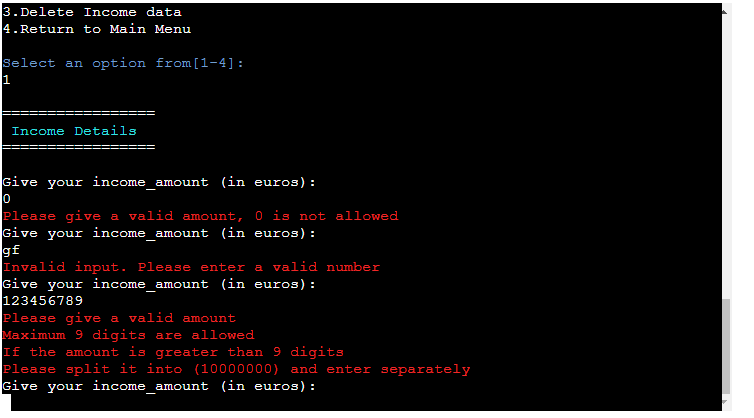 3.Delete Income data
4.Return to Main Menu
Select an option from[1-4]:
1
=================
Income Details
=================
Give your income_amount (in euros):
0
Please give a valid amount, 0 is not allowed
Give your income_amount (in euros):
gf
Invalid input. Please enter a valid number
Give your income_amount (in euros):
123456789
Please give a valid amount
Maximum 9 digits are allowed
If the amount is greater than 9 digits
Please split it into (10000000) and enter separately
Give your income_amount (in euros):